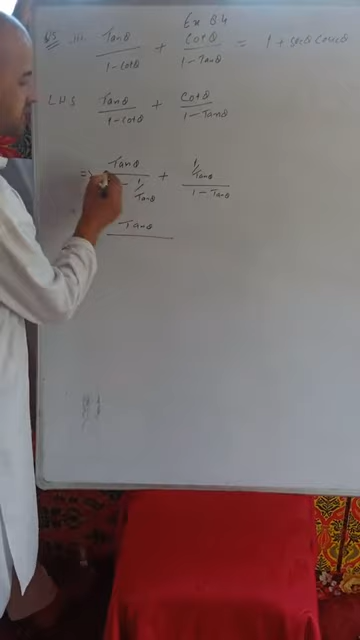 Ex 8.4
Q5 iii. Tanθ / 1 - Cotθ + Cotθ / 1 - Tanθ = 1 + secθ Cosecθ
LHS Tanθ / 1 - Cotθ + Cotθ / 1 - Tanθ
=> Tanθ / - 1/Tanθ + 1/Tanθ / 1 - Tanθ
Tanθ